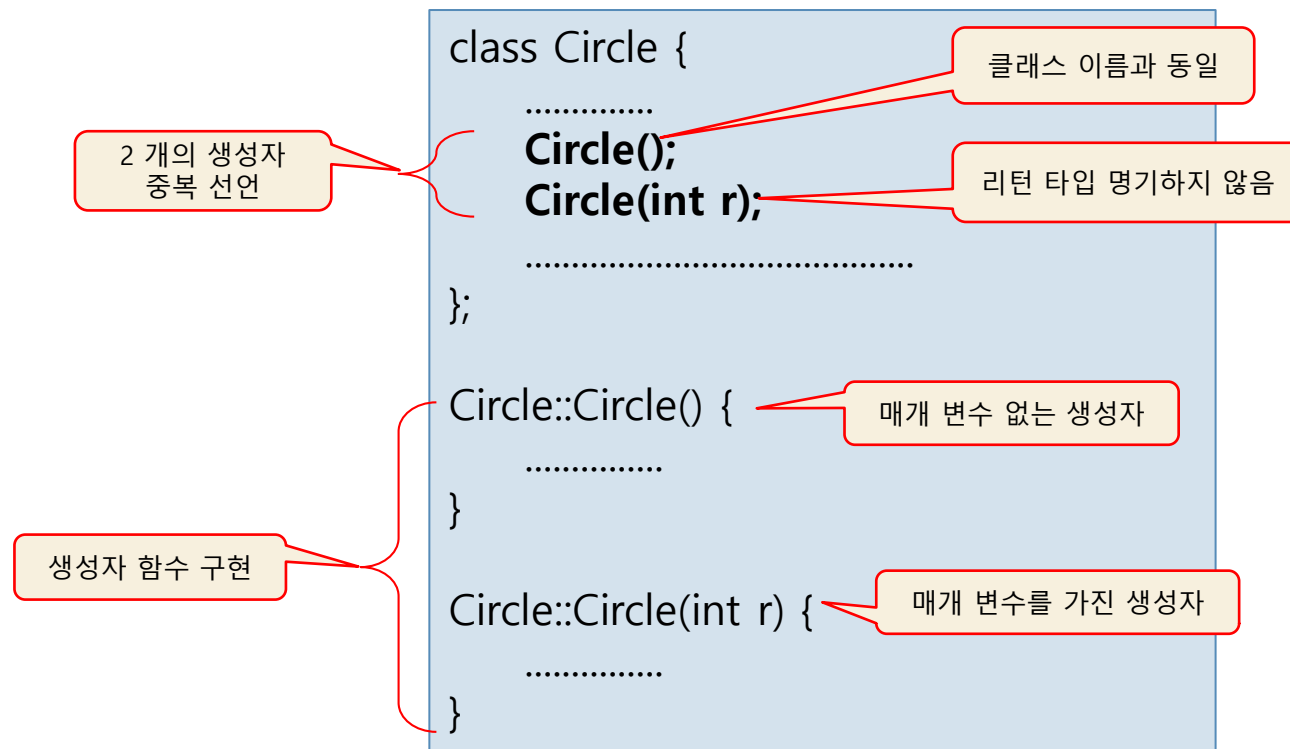 class Circle {
클래스 이름과 동일
..............
2 개의 생성자
중복 선언
Circle();
Circle(int r);
리턴 타입 명기하지 않음
..........................................
};
Circle::Circle() {
매개 변수 없는 생성자
...............
}
생성자 함수 구현
Circle::Circle(int r) {
매개 변수를 가진 생성자
...............
}